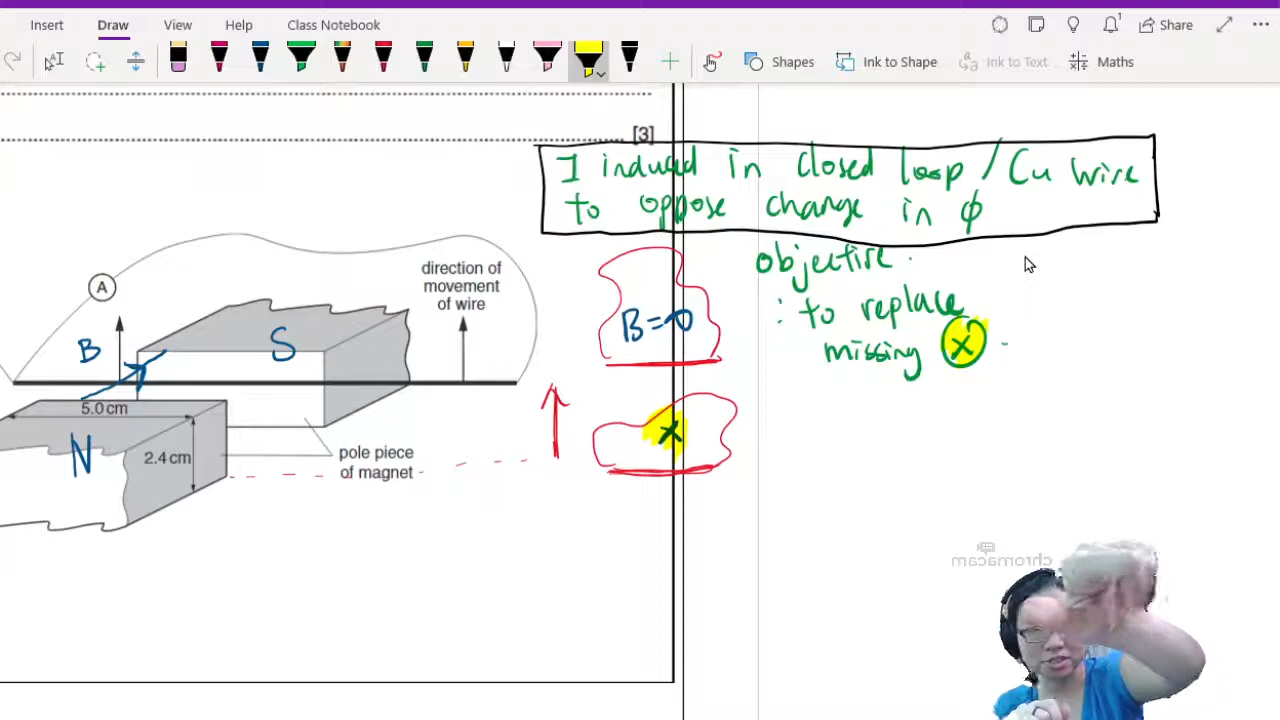 Insert Draw View Help Class Notebook
1 Share
Shapes Ink to Shape Ink to Text Maths
[3]
I induced in closed loop / Cu wire
to oppose change in ϕ
objective.
: to replace
missing X
direction of
movement
of wire
A
B
S
B=0
5.0 cm
N
2.4 cm
pole piece
of magnet
X
chromacam